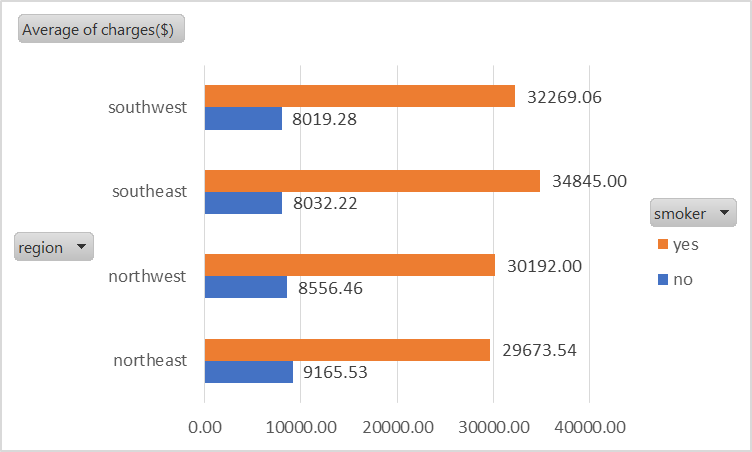 Average of charges($)
southwest
32269.06
8019.28
southeast
34845.00
8032.22
region
northwest
30192.00
8556.46
northeast
29673.54
9165.53
0.00 10000.00 20000.00 30000.00 40000.00
smoker
yes
no